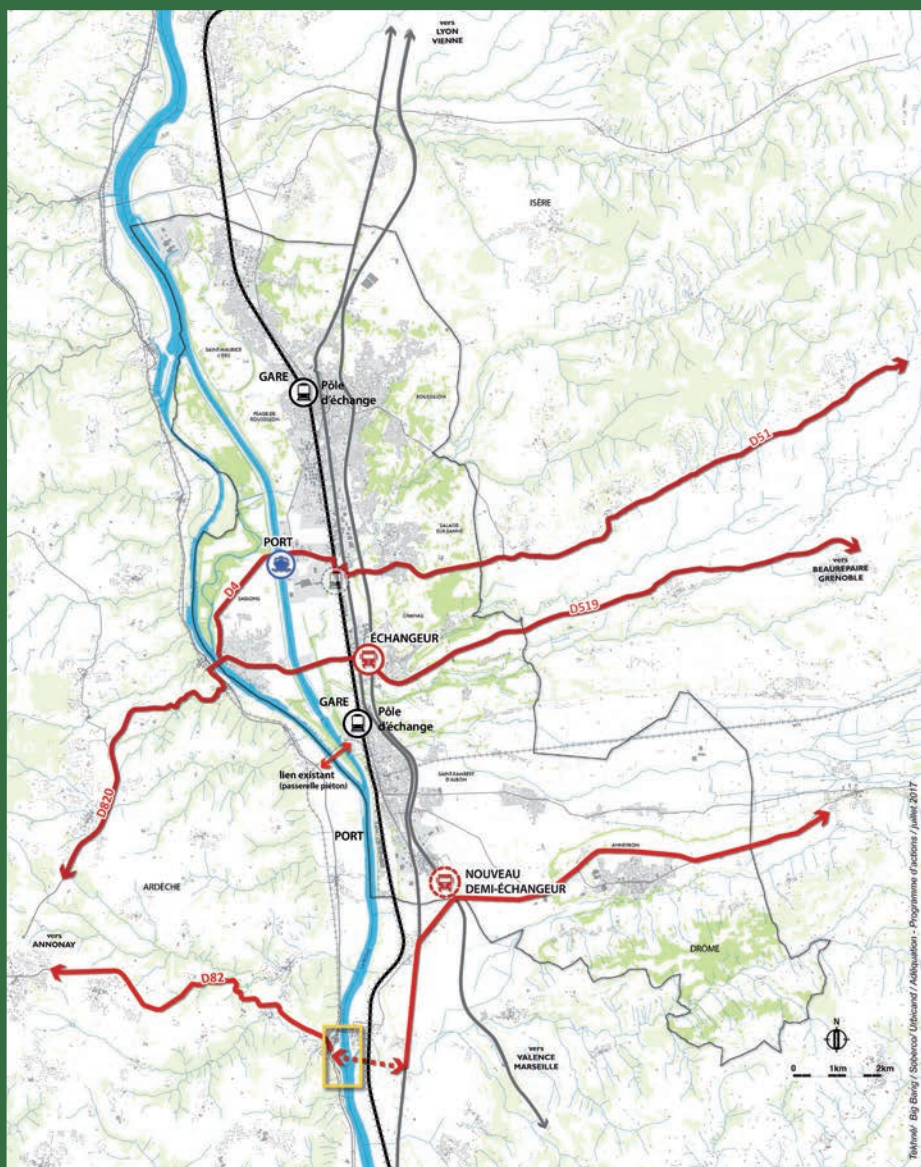 vers
LYON
VIENNE
ISÈRE
SAINT-MAURICE
L'EXIL
GARE
Pôle
d'échange
PEAGE DE
ROUSSILLON
ROUSSILLON
D51
SALAISE
SUR SANNE
PORT
vers
BEAUREPAIRE
GRENOBLE
D4
SABLONS
CHANAS
D519
ÉCHANGEUR
GARE
Pôle
d'échange
lien existant
(passerelle piéton)
SAINT-RAMBERT
D'ALBON
D820
PORT
ANNEYRON
NOUVEAU
DEMI-ÉCHANGEUR
ARDÈCHE
vers
ANNONAY
DRÔME
D82
N
vers
VALENCE
MARSEILLE
0 1km 2km
Tekhnê/ Big Bang / Soberco/ Urbicand / Adéquation - Programme d'actions / juillet 2017